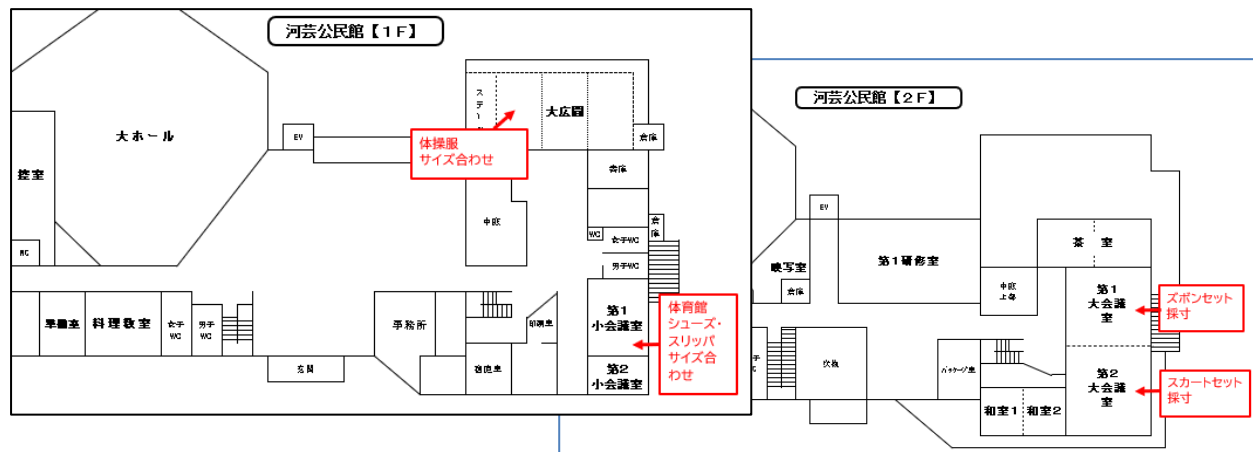 河芸公民館【１F】
大ホール
控室
WC
EV
ステージ
大広間
倉庫
体操服
サイズ合わせ
倉庫
中庭
倉庫
WC
女子WC
男子WC
準備室
料理教室
女子
WC
男子
WC
玄関
事務所
印刷室
宿直室
第１
小会議室
第２
小会議室
体育館
シューズ・
スリッパ
サイズ合
わせ
河芸公民館【２F】
EV
映写室
倉庫
第１研修室
茶室
中庭
上部
第１
大会議
室
ズボンセット
採寸
吹抜
和室１
和室２
第２
大会議
室
スカートセット
採寸